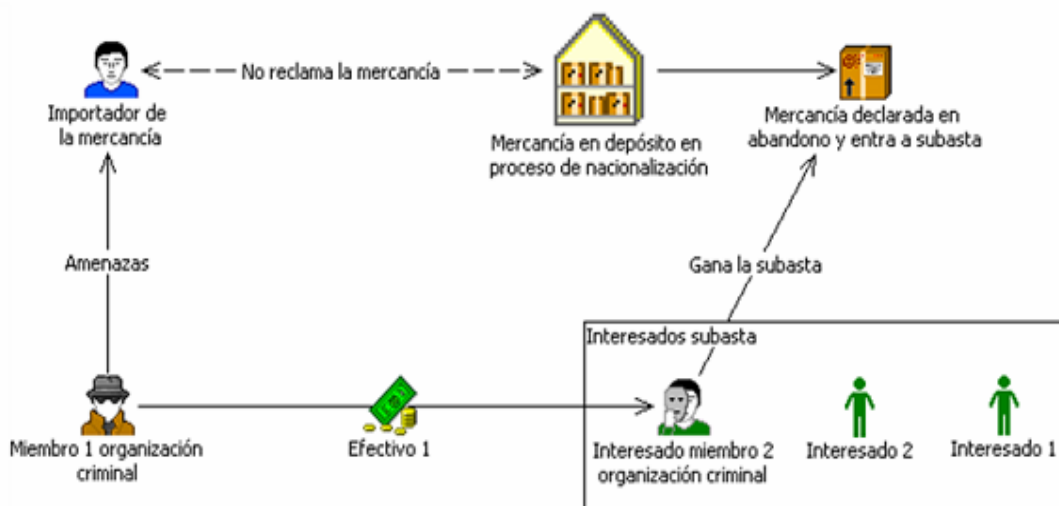 No reclama la mercancía
Importador de
la mercancía
Mercancía en depósito en
proceso de nacionalización
Mercancía declarada en
abandono y entra a subasta
Amenazas
Gana la subasta
Interesados subasta
Miembro 1 organización
criminal
Efectivo 1
Interesado miembro 2
organización criminal
Interesado 2
Interesado 1